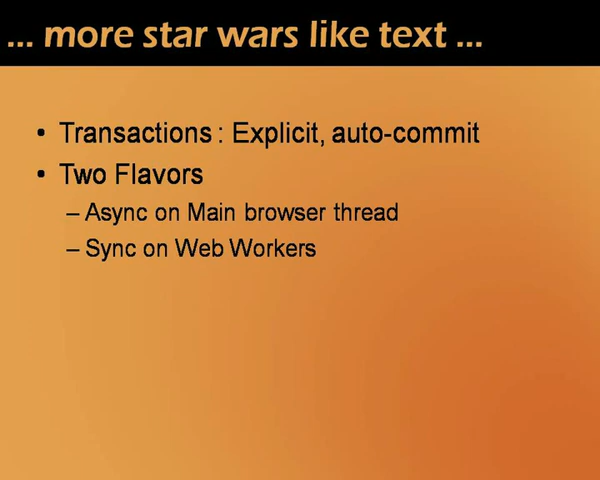 ... more star wars like text ...
• Transactions : Explicit, auto-commit
• Two Flavors
– Async on Main browser thread
– Sync on Web Workers